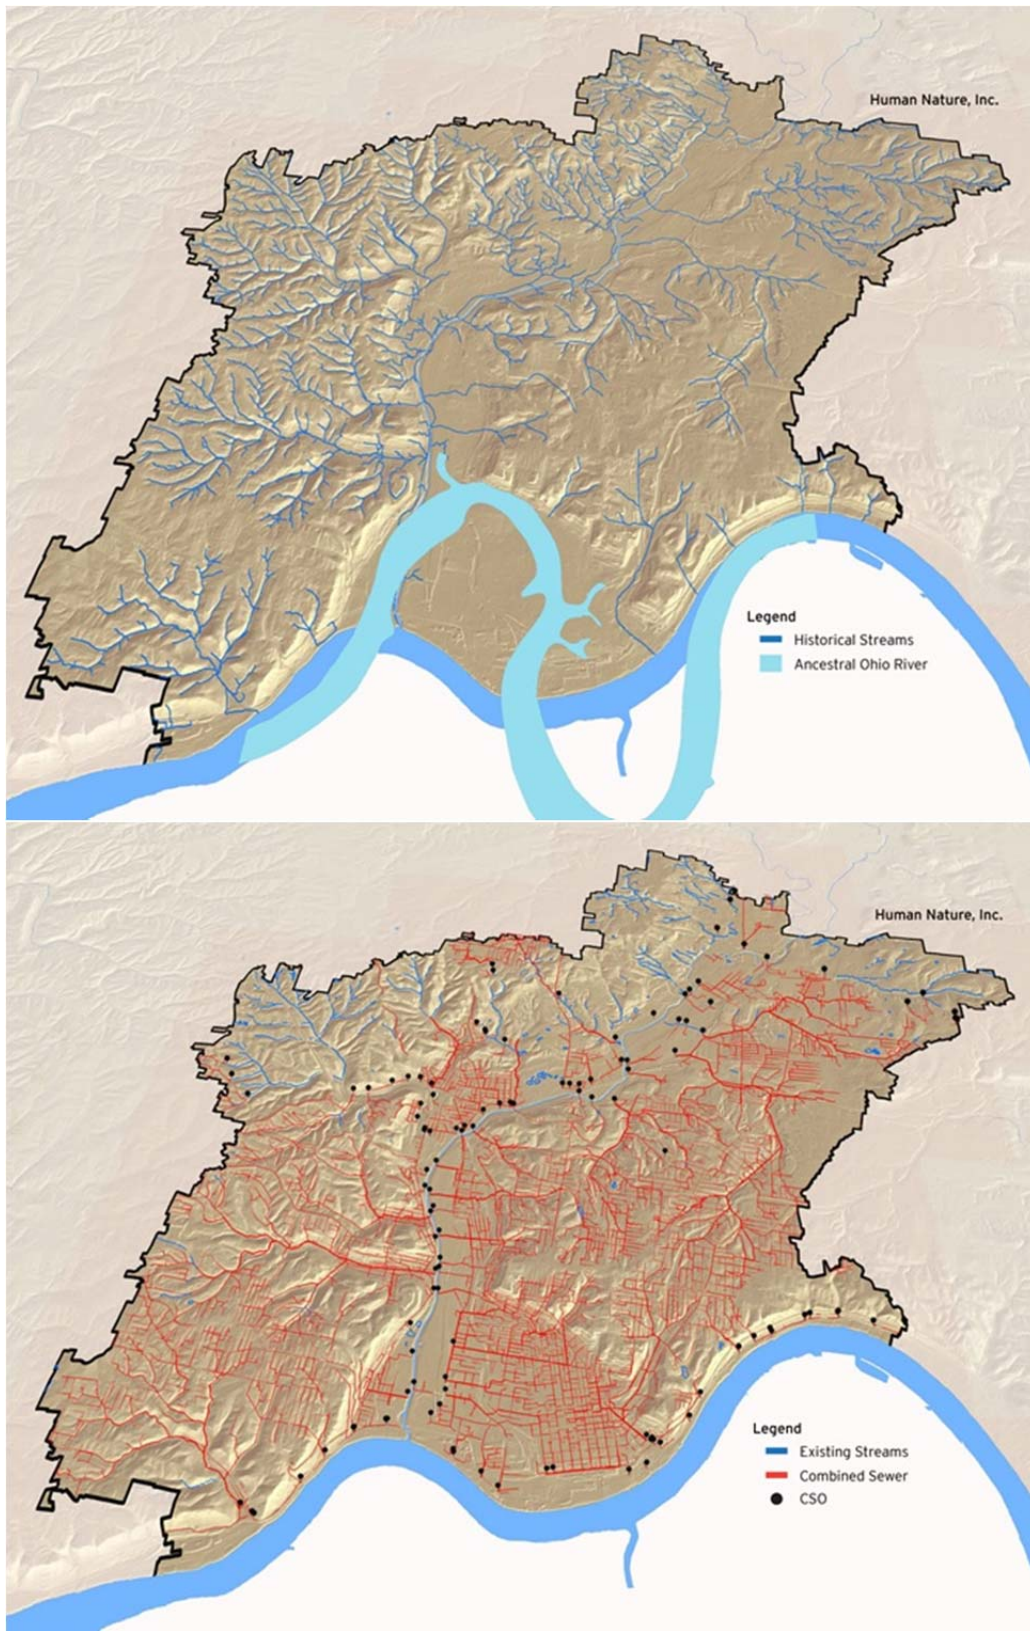 Human Nature, Inc.
Legend
Historical Streams
Ancestral Ohio River
Human Nature, Inc.
Legend
Existing Streams
Combined Sewer
CSO